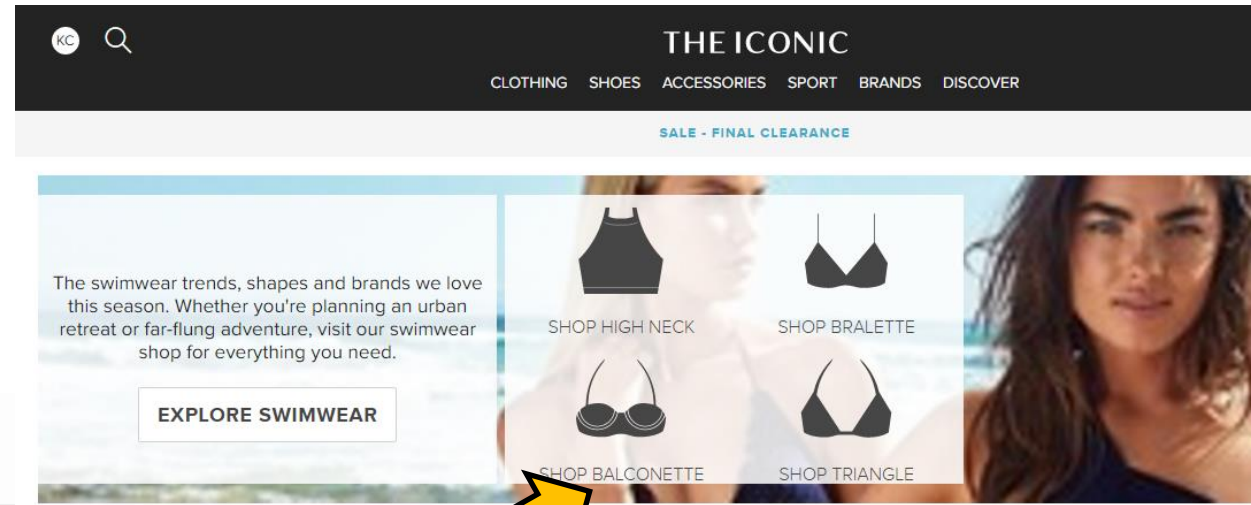 KC
THE ICONIC
CLOTHING SHOES ACCESSORIES SPORT BRANDS DISCOVER
SALE - FINAL CLEARANCE
The swimwear trends, shapes and brands we love
this season. Whether you're planning an urban
retreat or far-flung adventure, visit our swimwear
shop for everything you need.
EXPLORE SWIMWEAR
SHOP HIGH NECK SHOP BRALETTE
SHOP BALCONETTE SHOP TRIANGLE